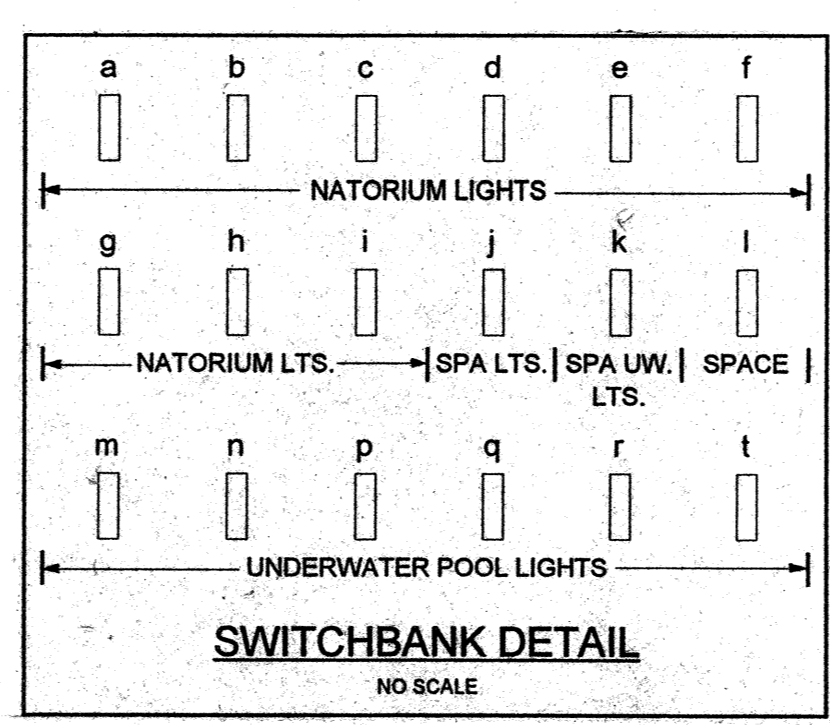 a b c d e f
NATORIUM LIGHTS
g h i j k l
NATORIUM LTS. SPA LTS. SPA UW. SPACE
LTS.
m n p q r t
UNDERWATER POOL LIGHTS
SWITCHBANK DETAIL
NO SCALE